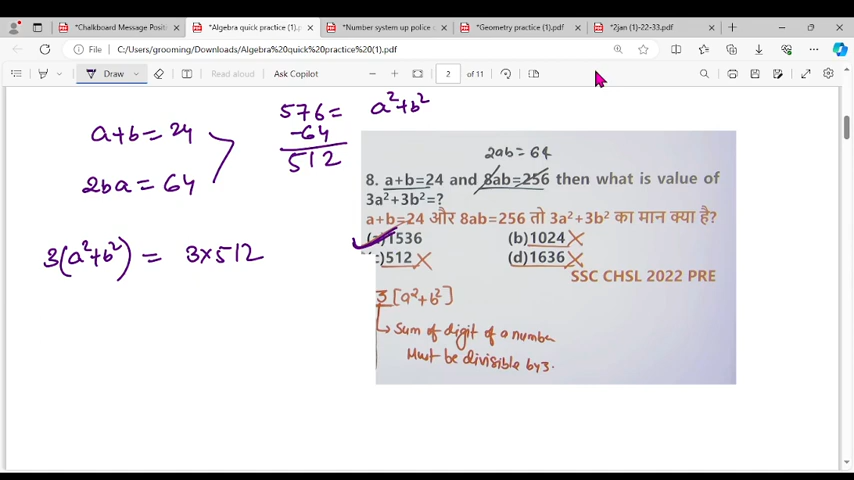 *Chalkboard Message Positi
*Algebra quick practice (1).p
*Number system up police
*Geometry practice (1).pdf
*2jan (1)-22-33.pdf
File
C:/Users/grooming/Downloads/Algebra%20quick%20practice%20(1).pdf
Draw
Read aloud
Ask Copilot
2 of 11
a+b=24
2ba=64
576= a²+b²
-64
512
3(a²+b²) = 3×512
2ab=64
8. a+b=24 and 8ab=256 then what is value of
3a²+3b²=?
a+b=24 और 8ab=256 तो 3a²+3b² का मान क्या है?
1536
(b)1024
)512
(d)1636
SSC CHSL 2022 PRE
3[a²+b²]
Sum of digit of a number
Must be divisible by 3.